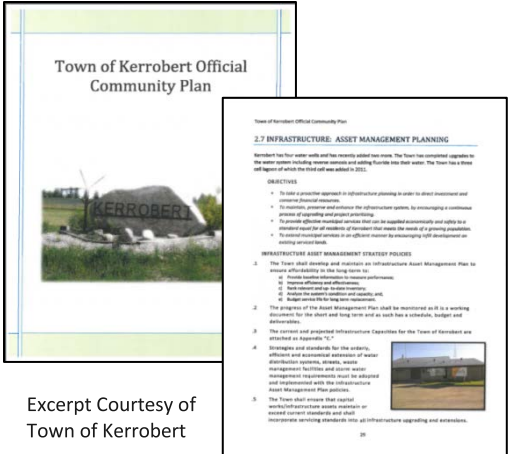 Town of Kerrobert Official
Community Plan
KERROBERT
Town of Kerrobert Official Community Plan
2.7 INFRASTRUCTURE: ASSET MANAGEMENT PLANNING
Kerrobert has four water wells and has recently added two more. The Town has completed upgrades to
the water system including reverse osmosis and adding fluoride into their water. The Town has a three
cell lagoon of which the third cell was added in 2011.
OBJECTIVES
To take a proactive approach in infrastructure planning in order to direct investment and
conserve financial resources.
To maintain, preserve and enhance the infrastructure system, by encouraging a continuous
process of upgrading and project prioritizing.
To provide effective municipal services that can be supplied economically and safely to a
standard equal for all residents of Kerrobert that meets the needs of a growing population.
To extend municipal services in an efficient manner by encouraging infill development on
existing serviced lands.
INFRASTRUCTURE ASSET MANAGEMENT STRATEGY POLICIES
.1 The Town shall develop and maintain an Infrastructure Asset Management Plan to
ensure affordability in the long-term to:
a) Provide baseline information to measure performance;
b) Improve efficiency and effectiveness;
c) Rank relevant and up-to-date inventory;
d) Analyze the system's condition and capacity; and,
e) Budget service life for long term replacement.
.2 The progress of the Asset Management Plan shall be monitored as it is a working
document for the short and long term and as such has a schedule, budget and
deliverables.
.3 The current and projected Infrastructure Capacities for the Town of Kerrobert are
attached as Appendix "C."
.4 Strategies and standards for the orderly,
efficient and economical extension of water
distribution systems, streets, waste
management facilities and storm water
management requirements must be adopted
and implemented with the Infrastructure
Asset Management Plan policies.
.5 The Town shall ensure that capital
works/infrastructure assets maintain or
exceed current standards and shall
incorporate servicing standards into all infrastructure upgrading and extensions.
Excerpt Courtesy of
Town of Kerrobert